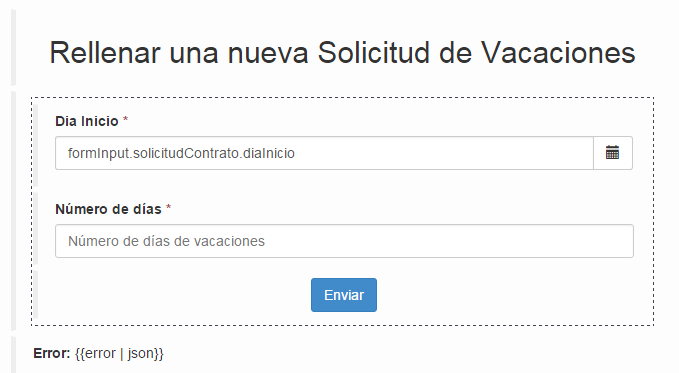 Rellenar una nueva Solicitud de Vacaciones
Dia Inicio *
formInput.solicitudContrato.diaInicio
Número de días *
Número de días de vacaciones
Enviar
Error: {{error | json}}